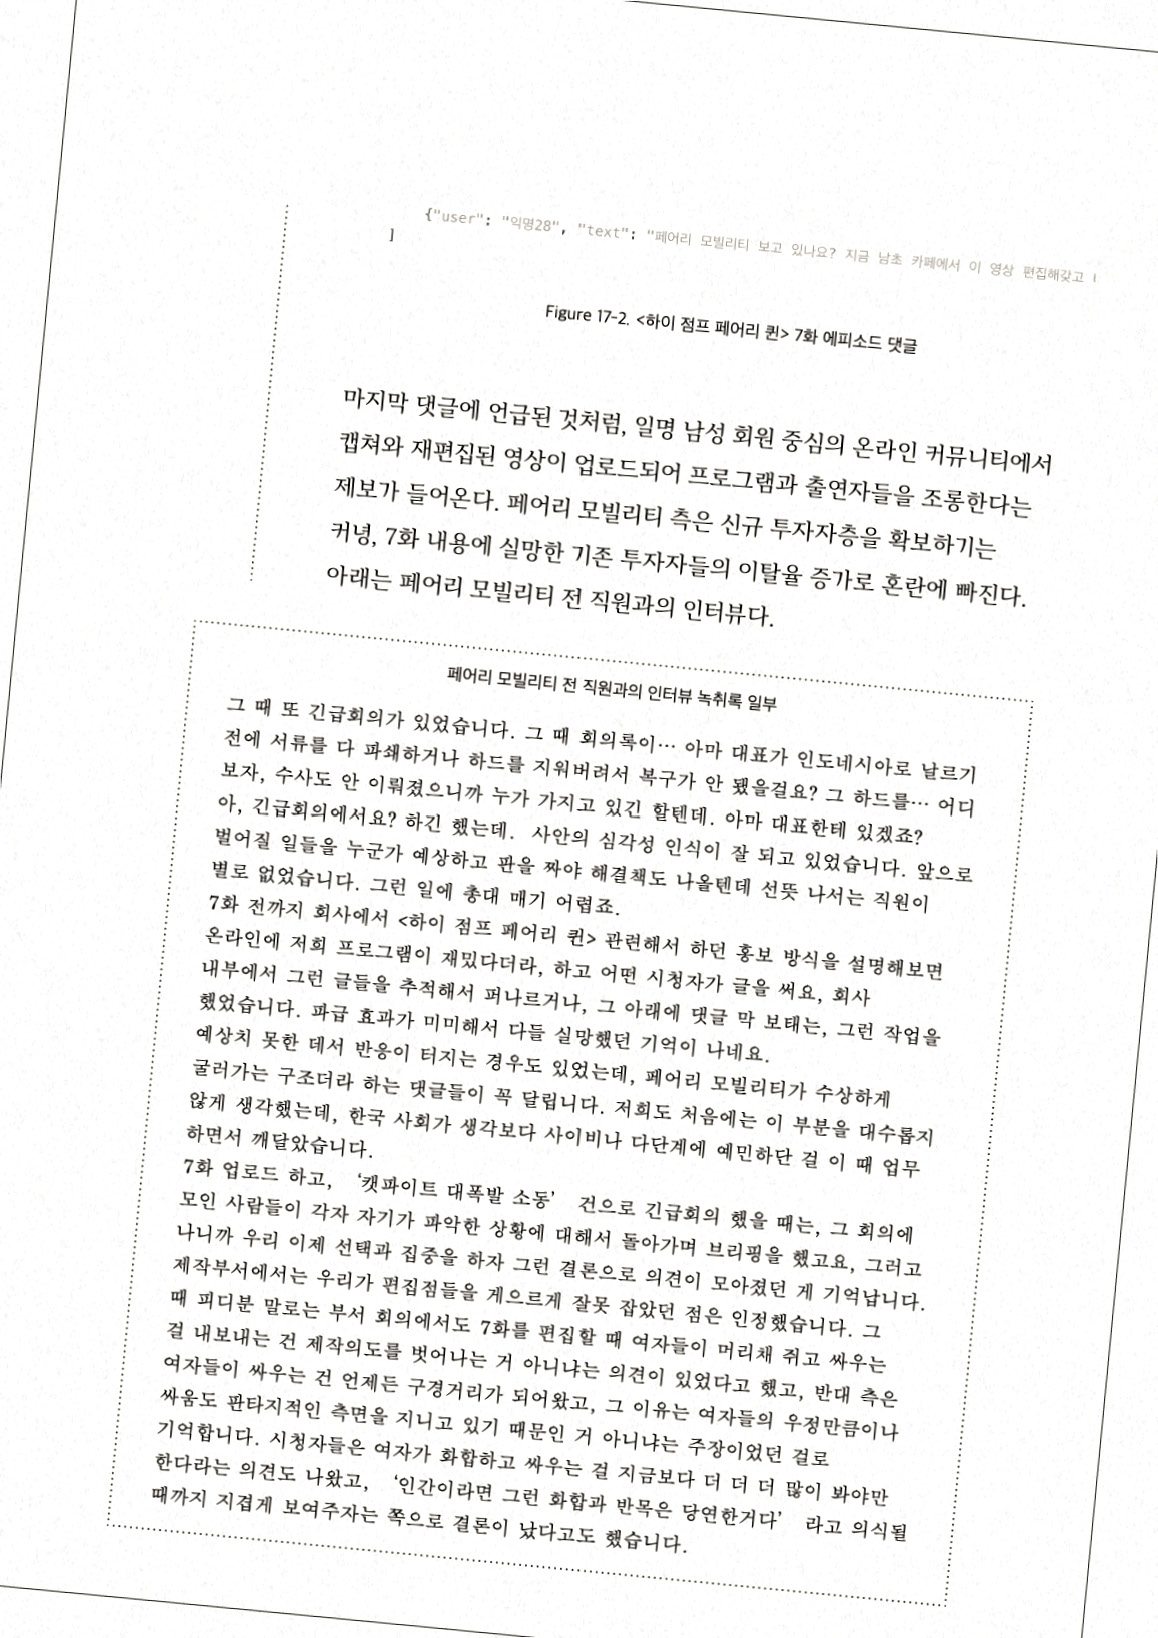 {"user": "익명28", "text": "페어리 모빌리티 보고 있나요? 지금 남초 카페에서 이 영상 편집해갖고
]
Figure 17-2. <하이 점프 페어리 퀸> 7화 에피소드 댓글
마지막 댓글에 언급된 것처럼, 일명 남성 회원 중심의 온라인 커뮤니티에서
캡쳐와 재편집된 영상이 업로드되어 프로그램과 출연자들을 조롱한다는
제보가 들어온다. 페어리 모빌리티 측은 신규 투자자층을 확보하기는
커녕, 7화 내용에 실망한 기존 투자자들의 이탈율 증가로 혼란에 빠진다.
아래는 페어리 모빌리티 전 직원과의 인터뷰다.
페어리 모빌리티 전 직원과의 인터뷰 녹취록 일부
그 때 또 긴급회의가 있었습니다. 그 때 회의록이… 아마 대표가 인도네시아로 날르기
전에 서류를 다 파쇄하거나 하드를 지워버려서 복구가 안 됐을걸요? 그 하드를… 어디
보자, 수사도 안 이뤄졌으니까 누가 가지고 있긴 할텐데. 아마 대표한테 있겠죠?
아, 긴급회의에서요? 하긴 했는데. 사안의 심각성 인식이 잘 되고 있었습니다. 앞으로
벌어질 일들을 누군가 예상하고 판을 짜야 해결책도 나올텐데 선뜻 나서는 직원이
별로 없었습니다. 그런 일에 총대 매기 어렵죠.
7화 전까지 회사에서 <하이 점프 페어리 퀸> 관련해서 하던 홍보 방식을 설명해보면
온라인에 저희 프로그램이 재밌다더라, 하고 어떤 시청자가 글을 써요, 회사
내부에서 그런 글들을 추적해서 퍼나르거나, 그 아래에 댓글 막 보태는, 그런 작업을
했었습니다. 파급 효과가 미미해서 다들 실망했던 기억이 나네요.
예상치 못한 데서 반응이 터지는 경우도 있었는데, 페어리 모빌리티가 수상하게
굴러가는 구조더라 하는 댓글들이 꼭 달립니다. 저희도 처음에는 이 부분을 대수롭지
않게 생각했는데, 한국 사회가 생각보다 사이비나 다단계에 예민하단 걸 이 때 업무
하면서 깨달았습니다.
7화 업로드 하고, ‘캣파이트 대폭발 소동’ 건으로 긴급회의 했을 때는, 그 회의에
모인 사람들이 각자 자기가 파악한 상황에 대해서 돌아가며 브리핑을 했고요, 그러고
나니까 우리 이제 선택과 집중을 하자 그런 결론으로 의견이 모아졌던 게 기억납니다.
제작부서에서는 우리가 편집점들을 게으르게 잘못 잡았던 점은 인정했습니다. 그
때 피디분 말로는 부서 회의에서도 7화를 편집할 때 여자들이 머리채 쥐고 싸우는
걸 내보내는 건 제작의도를 벗어나는 거 아니냐는 의견이 있었다고 했고, 반대 측은
여자들이 싸우는 건 언제든 구경거리가 되어왔고, 그 이유는 여자들의 우정만큼이나
싸움도 판타지적인 측면을 지니고 있기 때문인 거 아니냐는 주장이었던 걸로
기억합니다. 시청자들은 여자가 화합하고 싸우는 걸 지금보다 더 더 더 많이 봐야만
한다라는 의견도 나왔고, ‘인간이라면 그런 화합과 반목은 당연한거다’ 라고 의식될
때까지 지겹게 보여주자는 쪽으로 결론이 났다고도 했습니다.